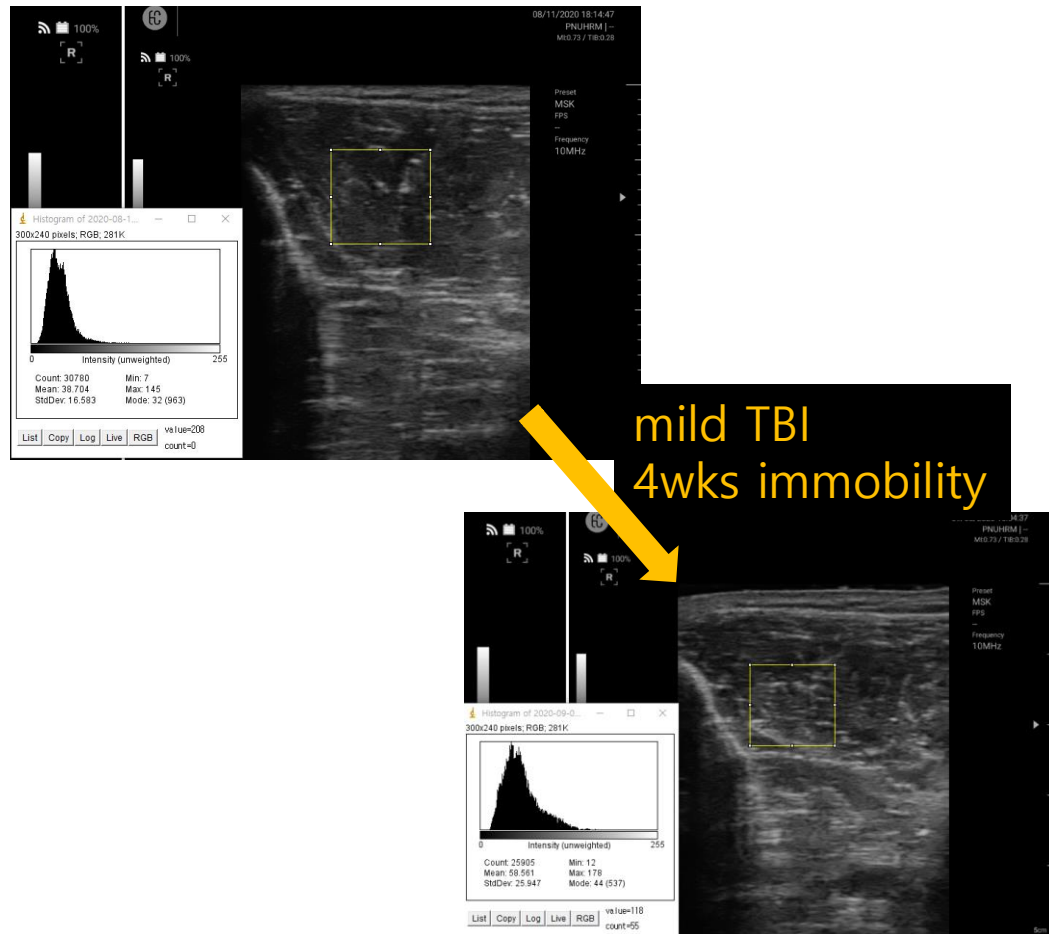 100%
R
EC
100%
R
08/11/2020 18:14:47
PNUHRM | --
MI:0.73 / TIB:0.28
Preset
MSK
FPS
--
Frequency
10MHz
Histogram of 2020-08-1...
300x240 pixels; RGB; 281K
0 255
Intensity (unweighted)
Count: 30780 Min: 7
Mean: 38.704 Max: 145
StdDev: 16.583 Mode: 32 (963)
List Copy Log Live RGB value=208
count=0
mild TBI
4wks immobility
100%
R
EC
100%
R
PNUHRM | --
MI:0.73 / TIB:0.28
Preset
MSK
FPS
--
Frequency
10MHz
Histogram of 2020-09-0...
300x240 pixels; RGB; 281K
0 255
Intensity (unweighted)
Count: 25905 Min: 12
Mean: 58.561 Max: 178
StdDev: 25.947 Mode: 44 (537)
List Copy Log Live RGB value=118
count=55
5cm